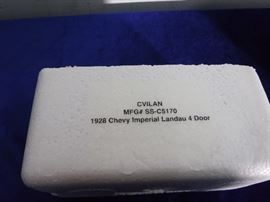 CVILAN
MFG# SS-C5170
1928 Chevy Imperial Landau 4 Door